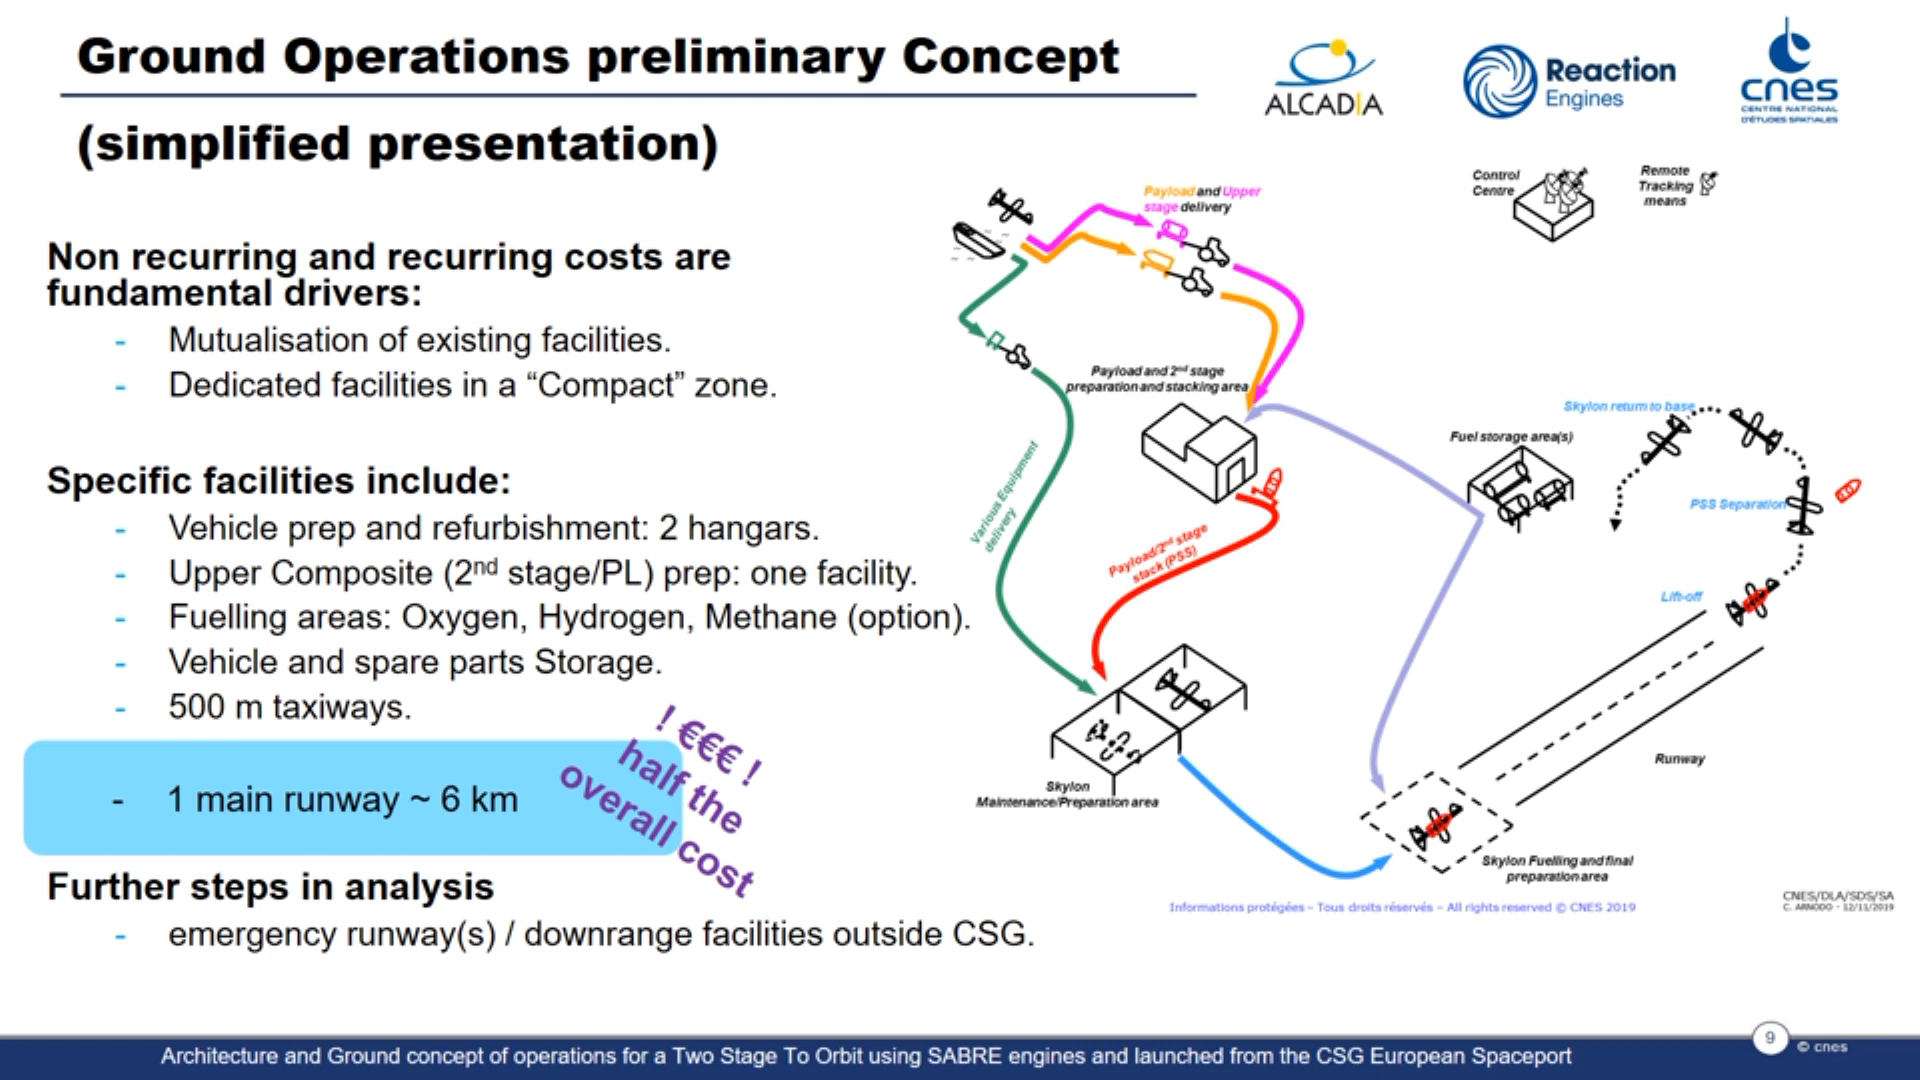 Ground Operations preliminary Concept
(simplified presentation)
ALCADIA
Reaction
Engines
cnes
CENTRE NATIONAL
D'ÉTUDES SPATIALES
Non recurring and recurring costs are
fundamental drivers:
- Mutualisation of existing facilities.
- Dedicated facilities in a “Compact” zone.
Specific facilities include:
- Vehicle prep and refurbishment: 2 hangars.
- Upper Composite (2nd stage/PL) prep: one facility.
- Fuelling areas: Oxygen, Hydrogen, Methane (option).
- Vehicle and spare parts Storage.
- 500 m taxiways.
- 1 main runway ~ 6 km
! €€€ !
half the
overall cost
Further steps in analysis
- emergency runway(s) / downrange facilities outside CSG.
Payload and Upper
stage delivery
Control
Centre
Remote
Tracking
means
Payload and 2nd stage
preparation and stacking area
Various Equipment
delivery
Payload/2nd stage
stack (PSS)
Fuel storage area(s)
Skylon return to base
PSS Separation
Lift-off
Runway
Skylon
Maintenance/Preparation area
Skylon Fuelling and final
preparation area
Informations protégées – Tous droits réservés – All rights reserved © CNES 2019
CNES/DLA/SDS/SA
C. ARNODO - 12/11/2019
Architecture and Ground concept of operations for a Two Stage To Orbit using SABRE engines and launched from the CSG European Spaceport
9
© cnes